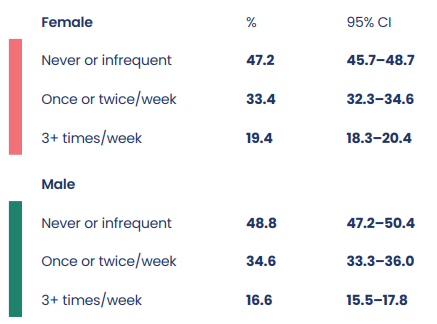 Female % 95% CI
Never or infrequent 47.2 45.7–48.7
Once or twice/week 33.4 32.3–34.6
3+ times/week 19.4 18.3–20.4
Male
Never or infrequent 48.8 47.2–50.4
Once or twice/week 34.6 33.3–36.0
3+ times/week 16.6 15.5–17.8